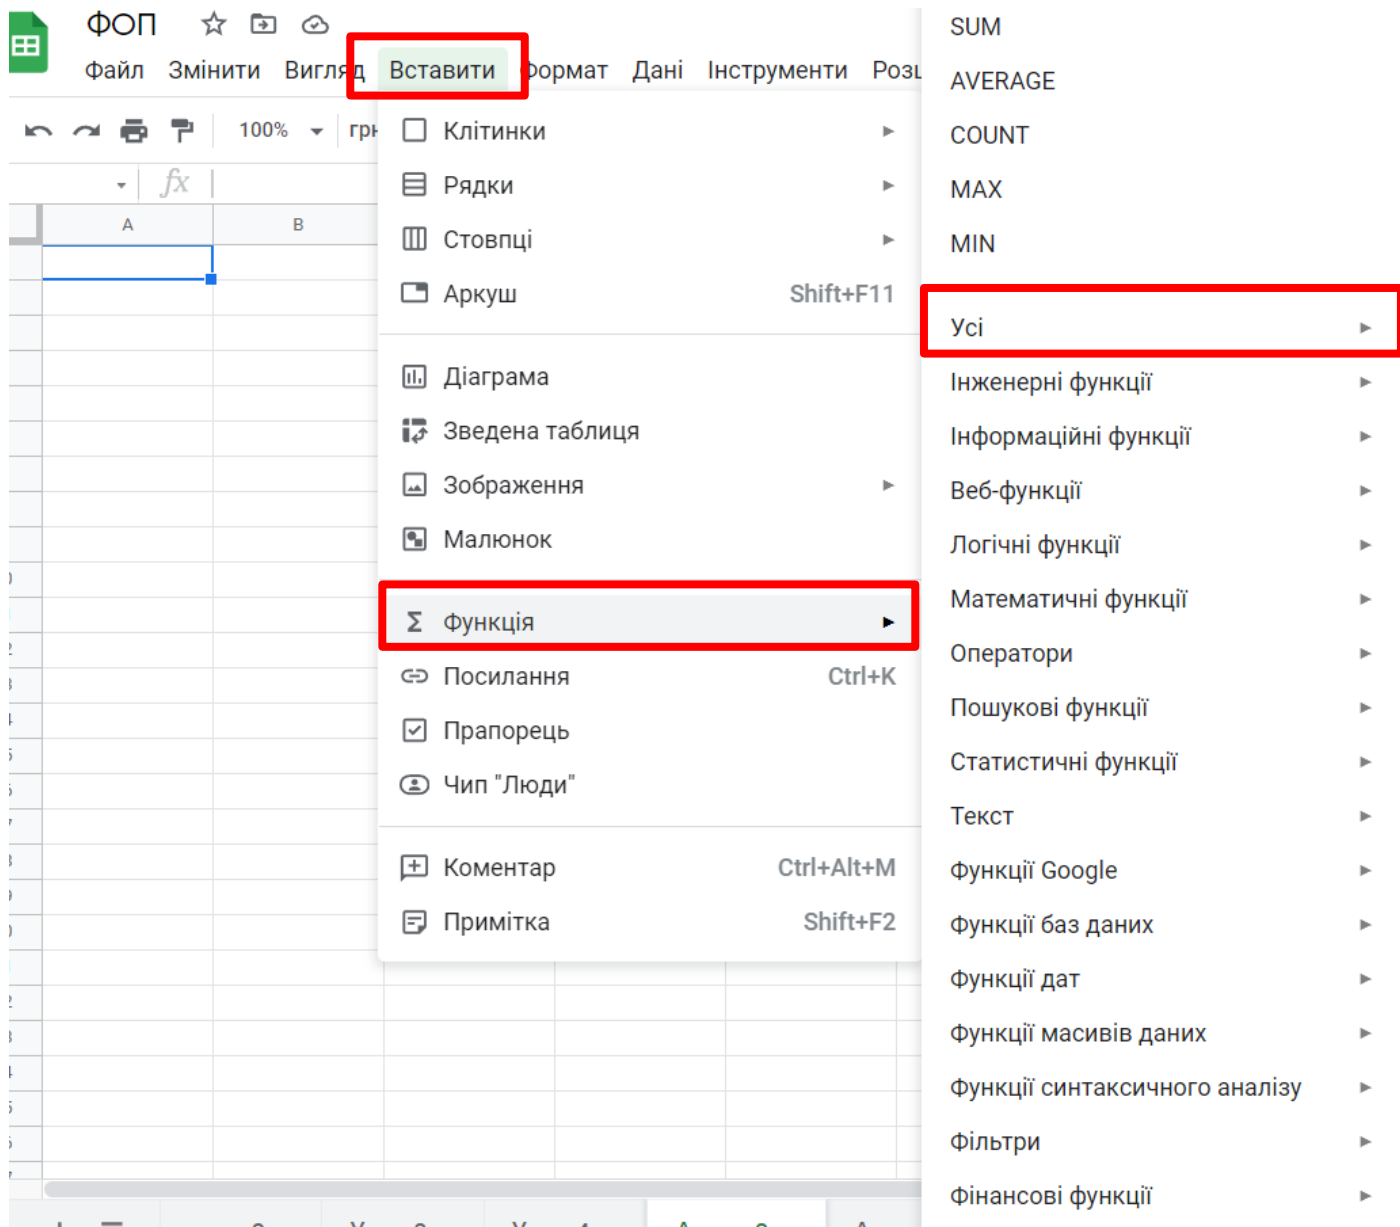 ФОП
Файл Змінити Вигляд Вставити Формат Дані Інструменти
100% грн
fx
A B
Клітинки
Рядки
Стовпці
Аркуш Shift+F11
Діаграма
Зведена таблиця
Зображення
Малюнок
Σ Функція
Посилання Ctrl+K
Прапорець
Чип "Люди"
Коментар Ctrl+Alt+M
Примітка Shift+F2
SUM
AVERAGE
COUNT
MAX
MIN
Усі
Інженерні функції
Інформаційні функції
Веб-функції
Логічні функції
Математичні функції
Оператори
Пошукові функції
Статистичні функції
Текст
Функції Google
Функції баз даних
Функції дат
Функції масивів даних
Функції синтаксичного аналізу
Фільтри
Фінансові функції